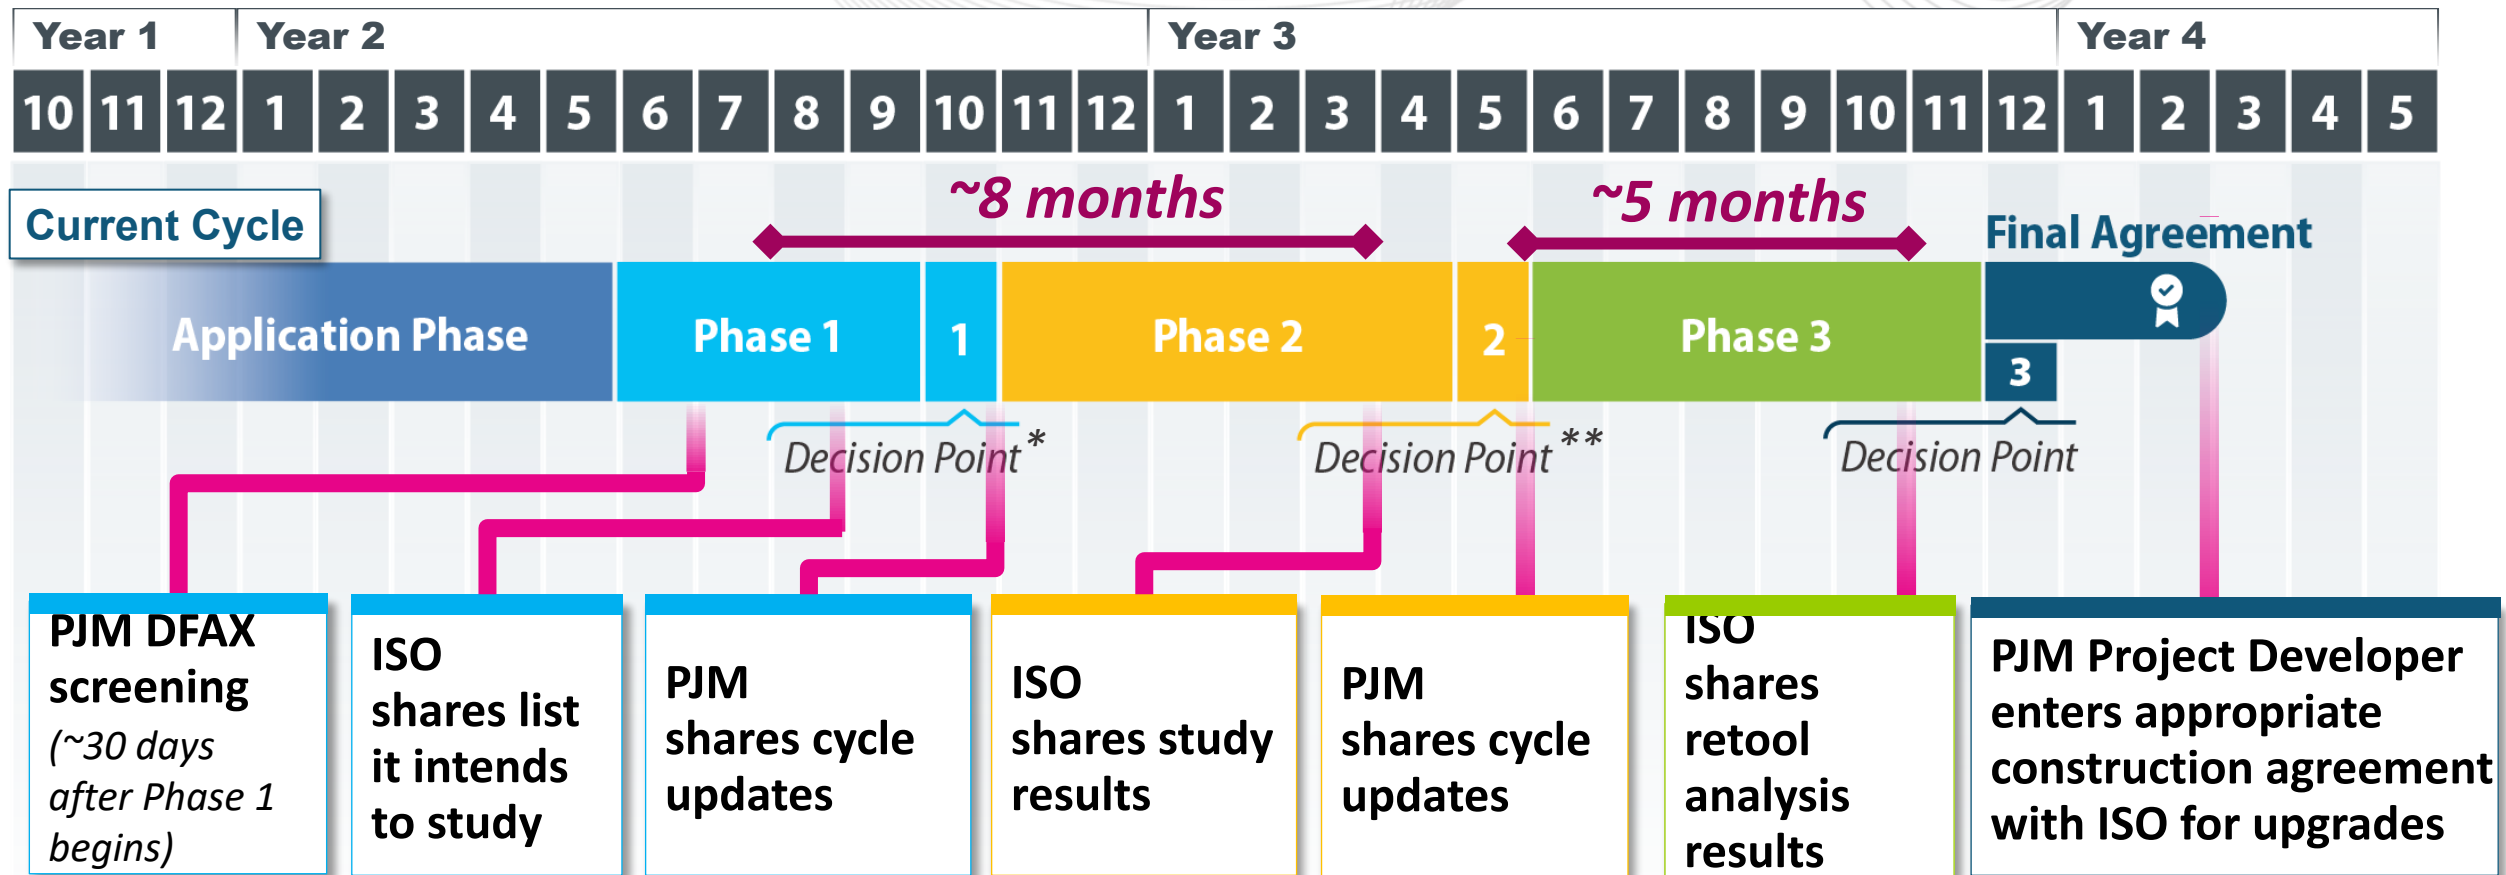 Year 1 Year 2 Year 3 Year 4
10 11 12 1 2 3 4 5 6 7 8 9 10 11 12 1 2 3 4 5 6 7 8 9 10 11 12 1 2 3 4 5
~8 months ~5 months
Current Cycle
Final Agreement
Application Phase Phase 1 1 Phase 2 2 Phase 3
3
Decision Point* Decision Point** Decision Point
PJM DFAX
screening
(~30 days
after Phase 1
begins)
ISO
shares list
it intends
to study
PJM
shares cycle
updates
ISO
shares study
results
PJM
shares cycle
updates
ISO
shares
retool
analysis
results
PJM Project Developer
enters appropriate
construction agreement
with ISO for upgrades